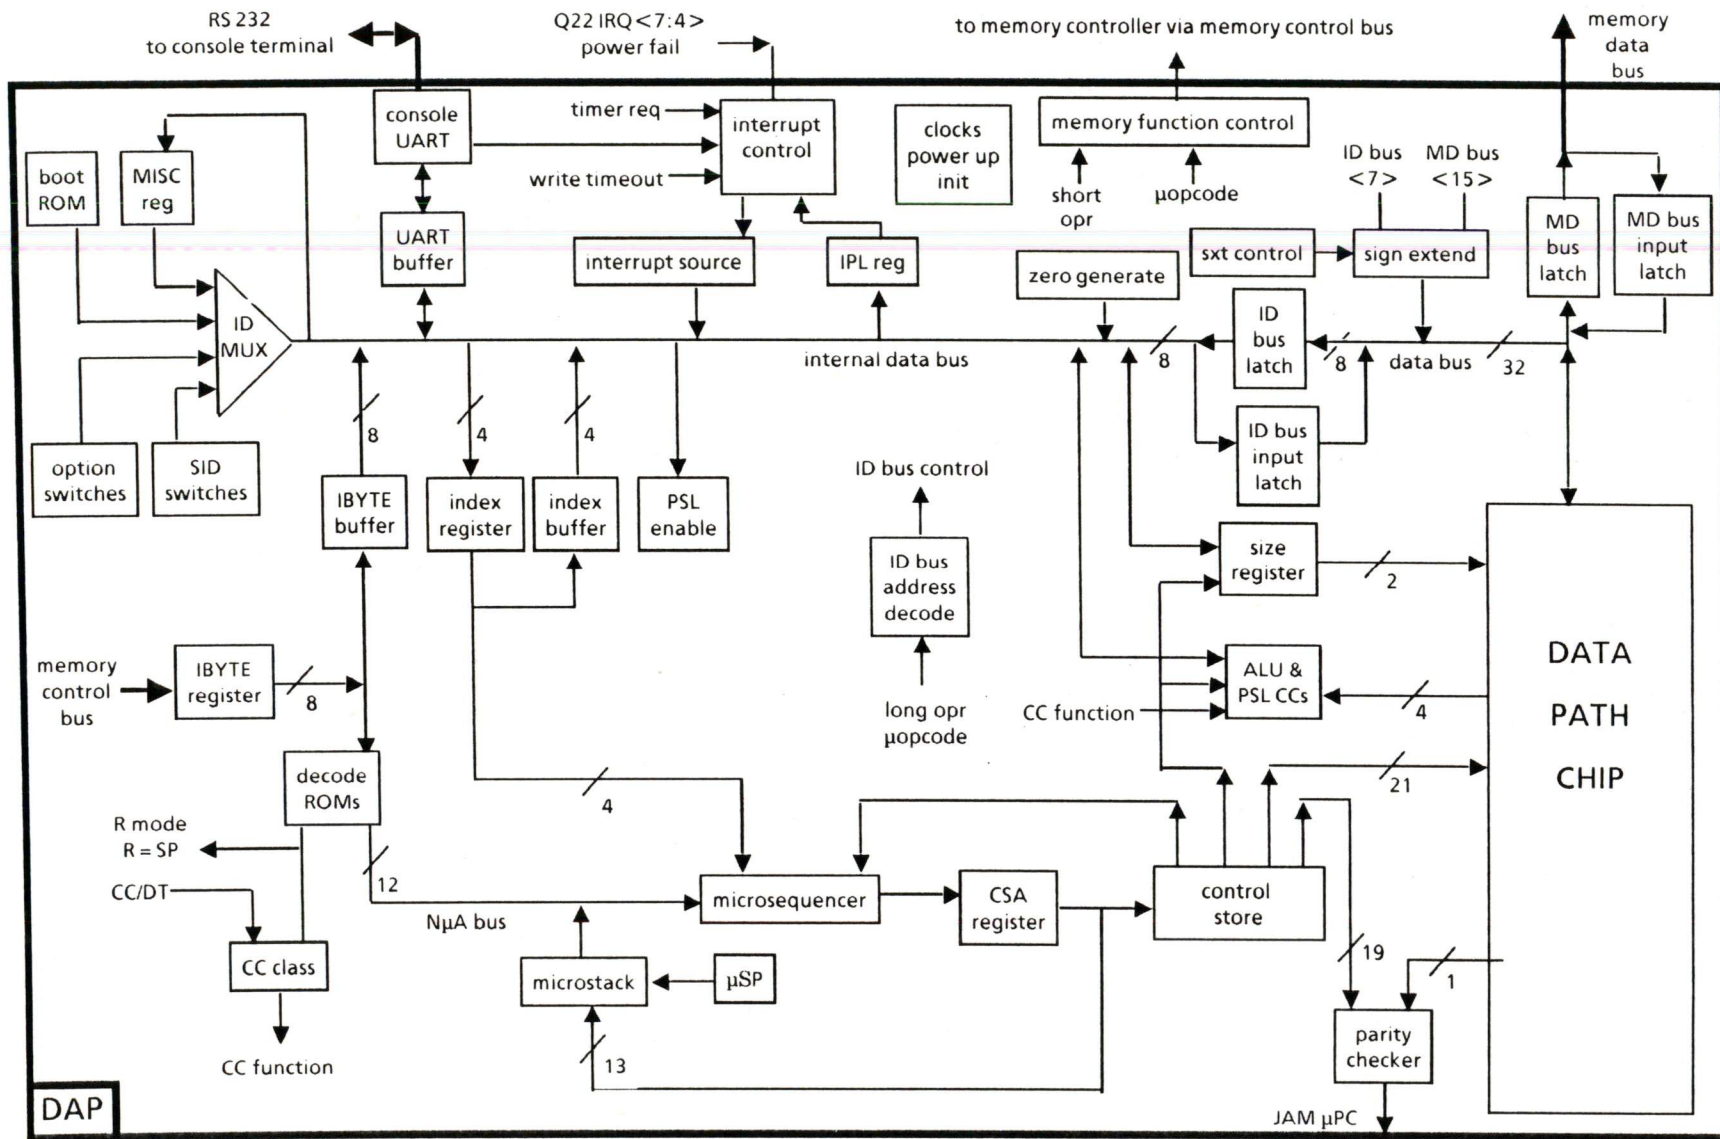 RS 232
to console terminal
Q22 IRQ <7:4>
power fail
to memory controller via memory control bus
memory
data
bus
console
UART
timer req
interrupt
control
write timeout
clocks
power up
init
memory function control
short
opr
µopcode
ID bus
<7>
MD bus
<15>
boot
ROM
MISC
reg
UART
buffer
interrupt source
IPL reg
zero generate
sxt control
sign extend
MD
bus
latch
MD bus
input
latch
ID
MUX
internal data bus
8
ID
bus
latch
8
data bus
32
option
switches
SID
switches
8
4
4
IBYTE
buffer
index
register
index
buffer
PSL
enable
ID bus
input
latch
ID bus control
ID bus
address
decode
long opr
µopcode
size
register
2
memory
control
bus
IBYTE
register
8
ALU &
PSL CCs
4
CC function
DATA
PATH
CHIP
decode
ROMs
4
21
R mode
R = SP
CC/DT
12
NµA bus
microsequencer
CSA
register
control
store
CC class
microstack
µSP
19
1
CC function
13
parity
checker
JAM µPC
DAP